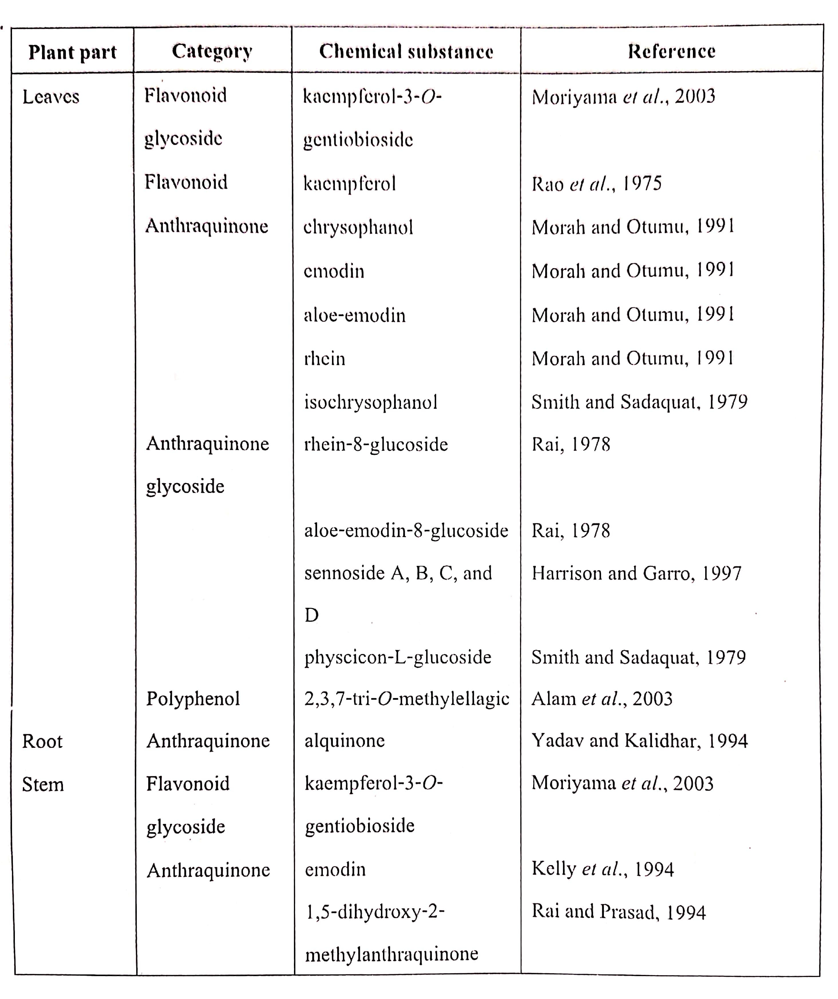 Plant part Category Chemical substance Reference
Leaves Flavonoid kaempferol-3-O- Moriyama et al., 2003
glycoside gentiobioside
Flavonoid kaempferol Rao et al., 1975
Anthraquinone chrysophanol Morah and Otumu, 1991
emodin Morah and Otumu, 1991
aloe-emodin Morah and Otumu, 1991
rhein Morah and Otumu, 1991
isochrysophanol Smith and Sadaquat, 1979
Anthraquinone rhein-8-glucoside Rai, 1978
glycoside
aloe-emodin-8-glucoside Rai, 1978
sennoside A, B, C, and Harrison and Garro, 1997
D
physcicon-L-glucoside Smith and Sadaquat, 1979
Polyphenol 2,3,7-tri-O-methylellagic Alam et al., 2003
Root Anthraquinone alquinone Yadav and Kalidhar, 1994
Stem Flavonoid kaempferol-3-O- Moriyama et al., 2003
glycoside gentiobioside
Anthraquinone emodin Kelly et al., 1994
1,5-dihydroxy-2- Rai and Prasad, 1994
methylanthraquinone